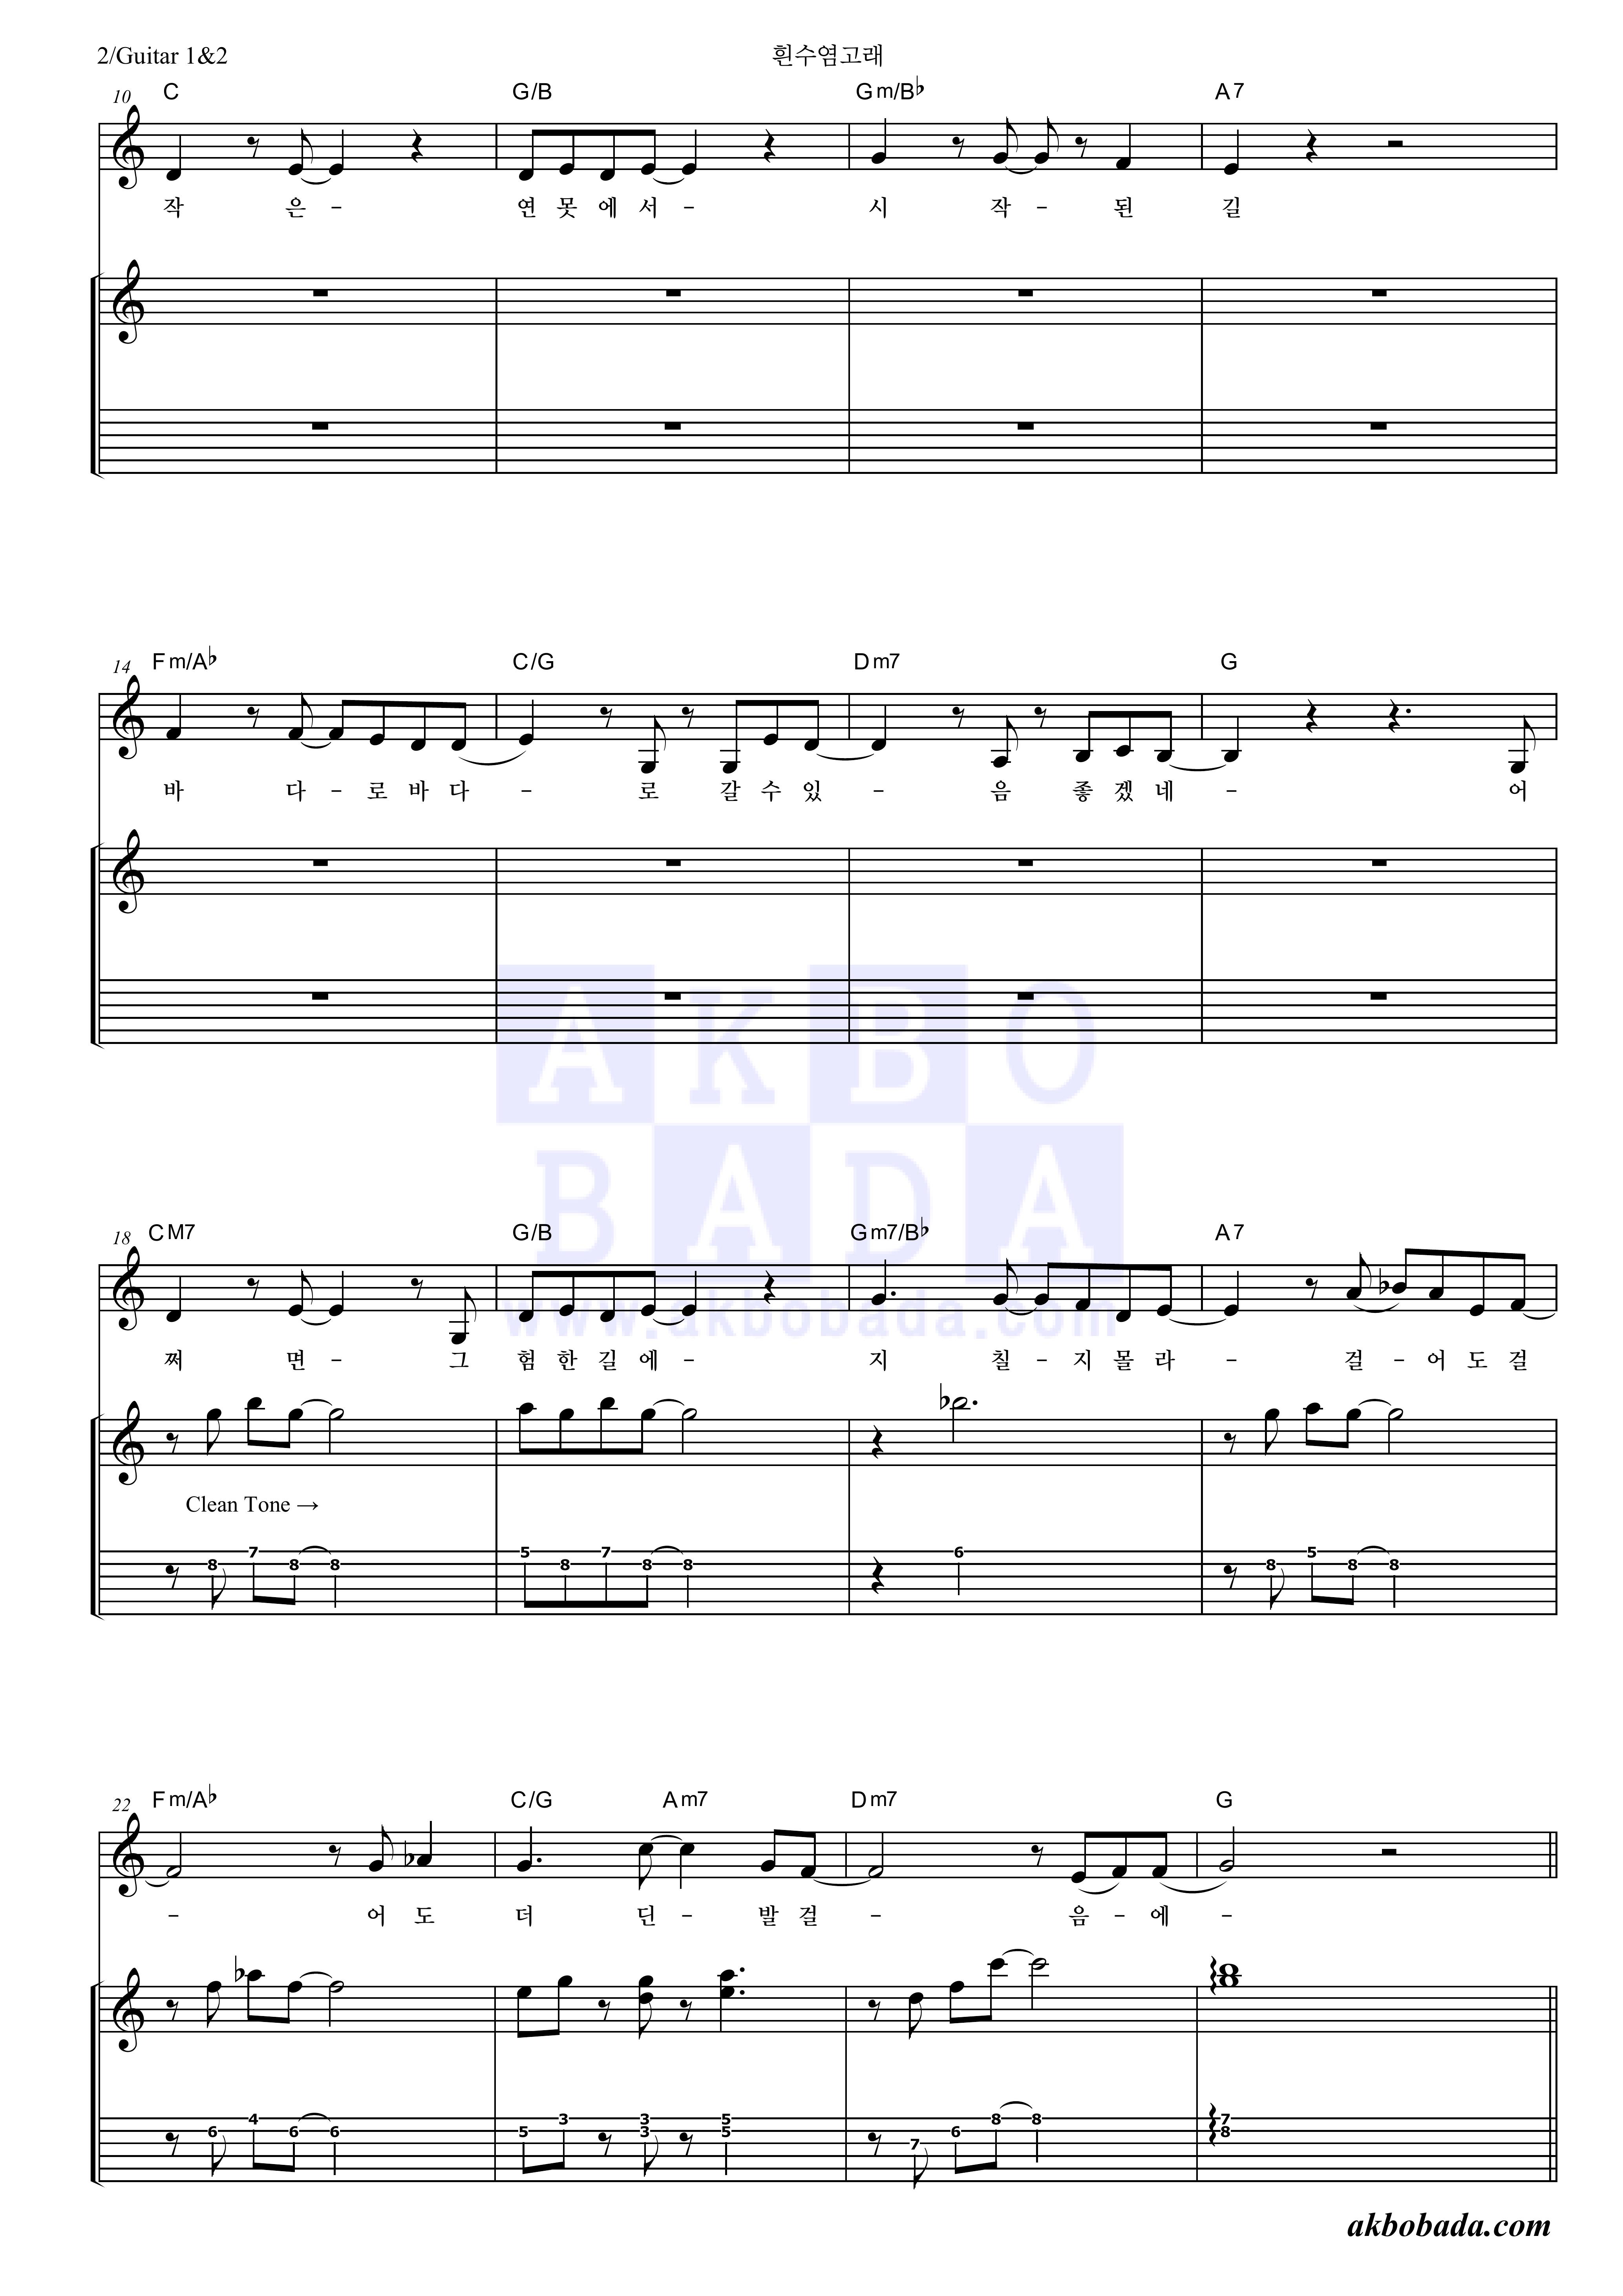 2/Guitar 1&2
흰수염고래
10 C G/B Gm/B♭ A7
작 은- 연 못 에 서- 시 작- 된 길
14 Fm/A♭ C/G Dm7 G
바 다- 로 바 다 - 로 갈 수 있 - 음 좋 겠 네 - 어
AKBO
BADA
www.akbobada.com
18 CM7 G/B Gm7/B♭ A7
쩌 면- 그 험 한 길 에- 지 칠- 지 몰 라 - 걸- 어 도 걸
Clean Tone →
8 7 8 8 5 8 7 8 8 6 8 5 8 8
22 Fm/A♭ C/G Am7 Dm7 G
- 어 도 더 딘- 발 걸 - 음- 에 -
6 4 6 6 5 3 3 5 7 6 8 8 7
3 5 8
akbobada.com